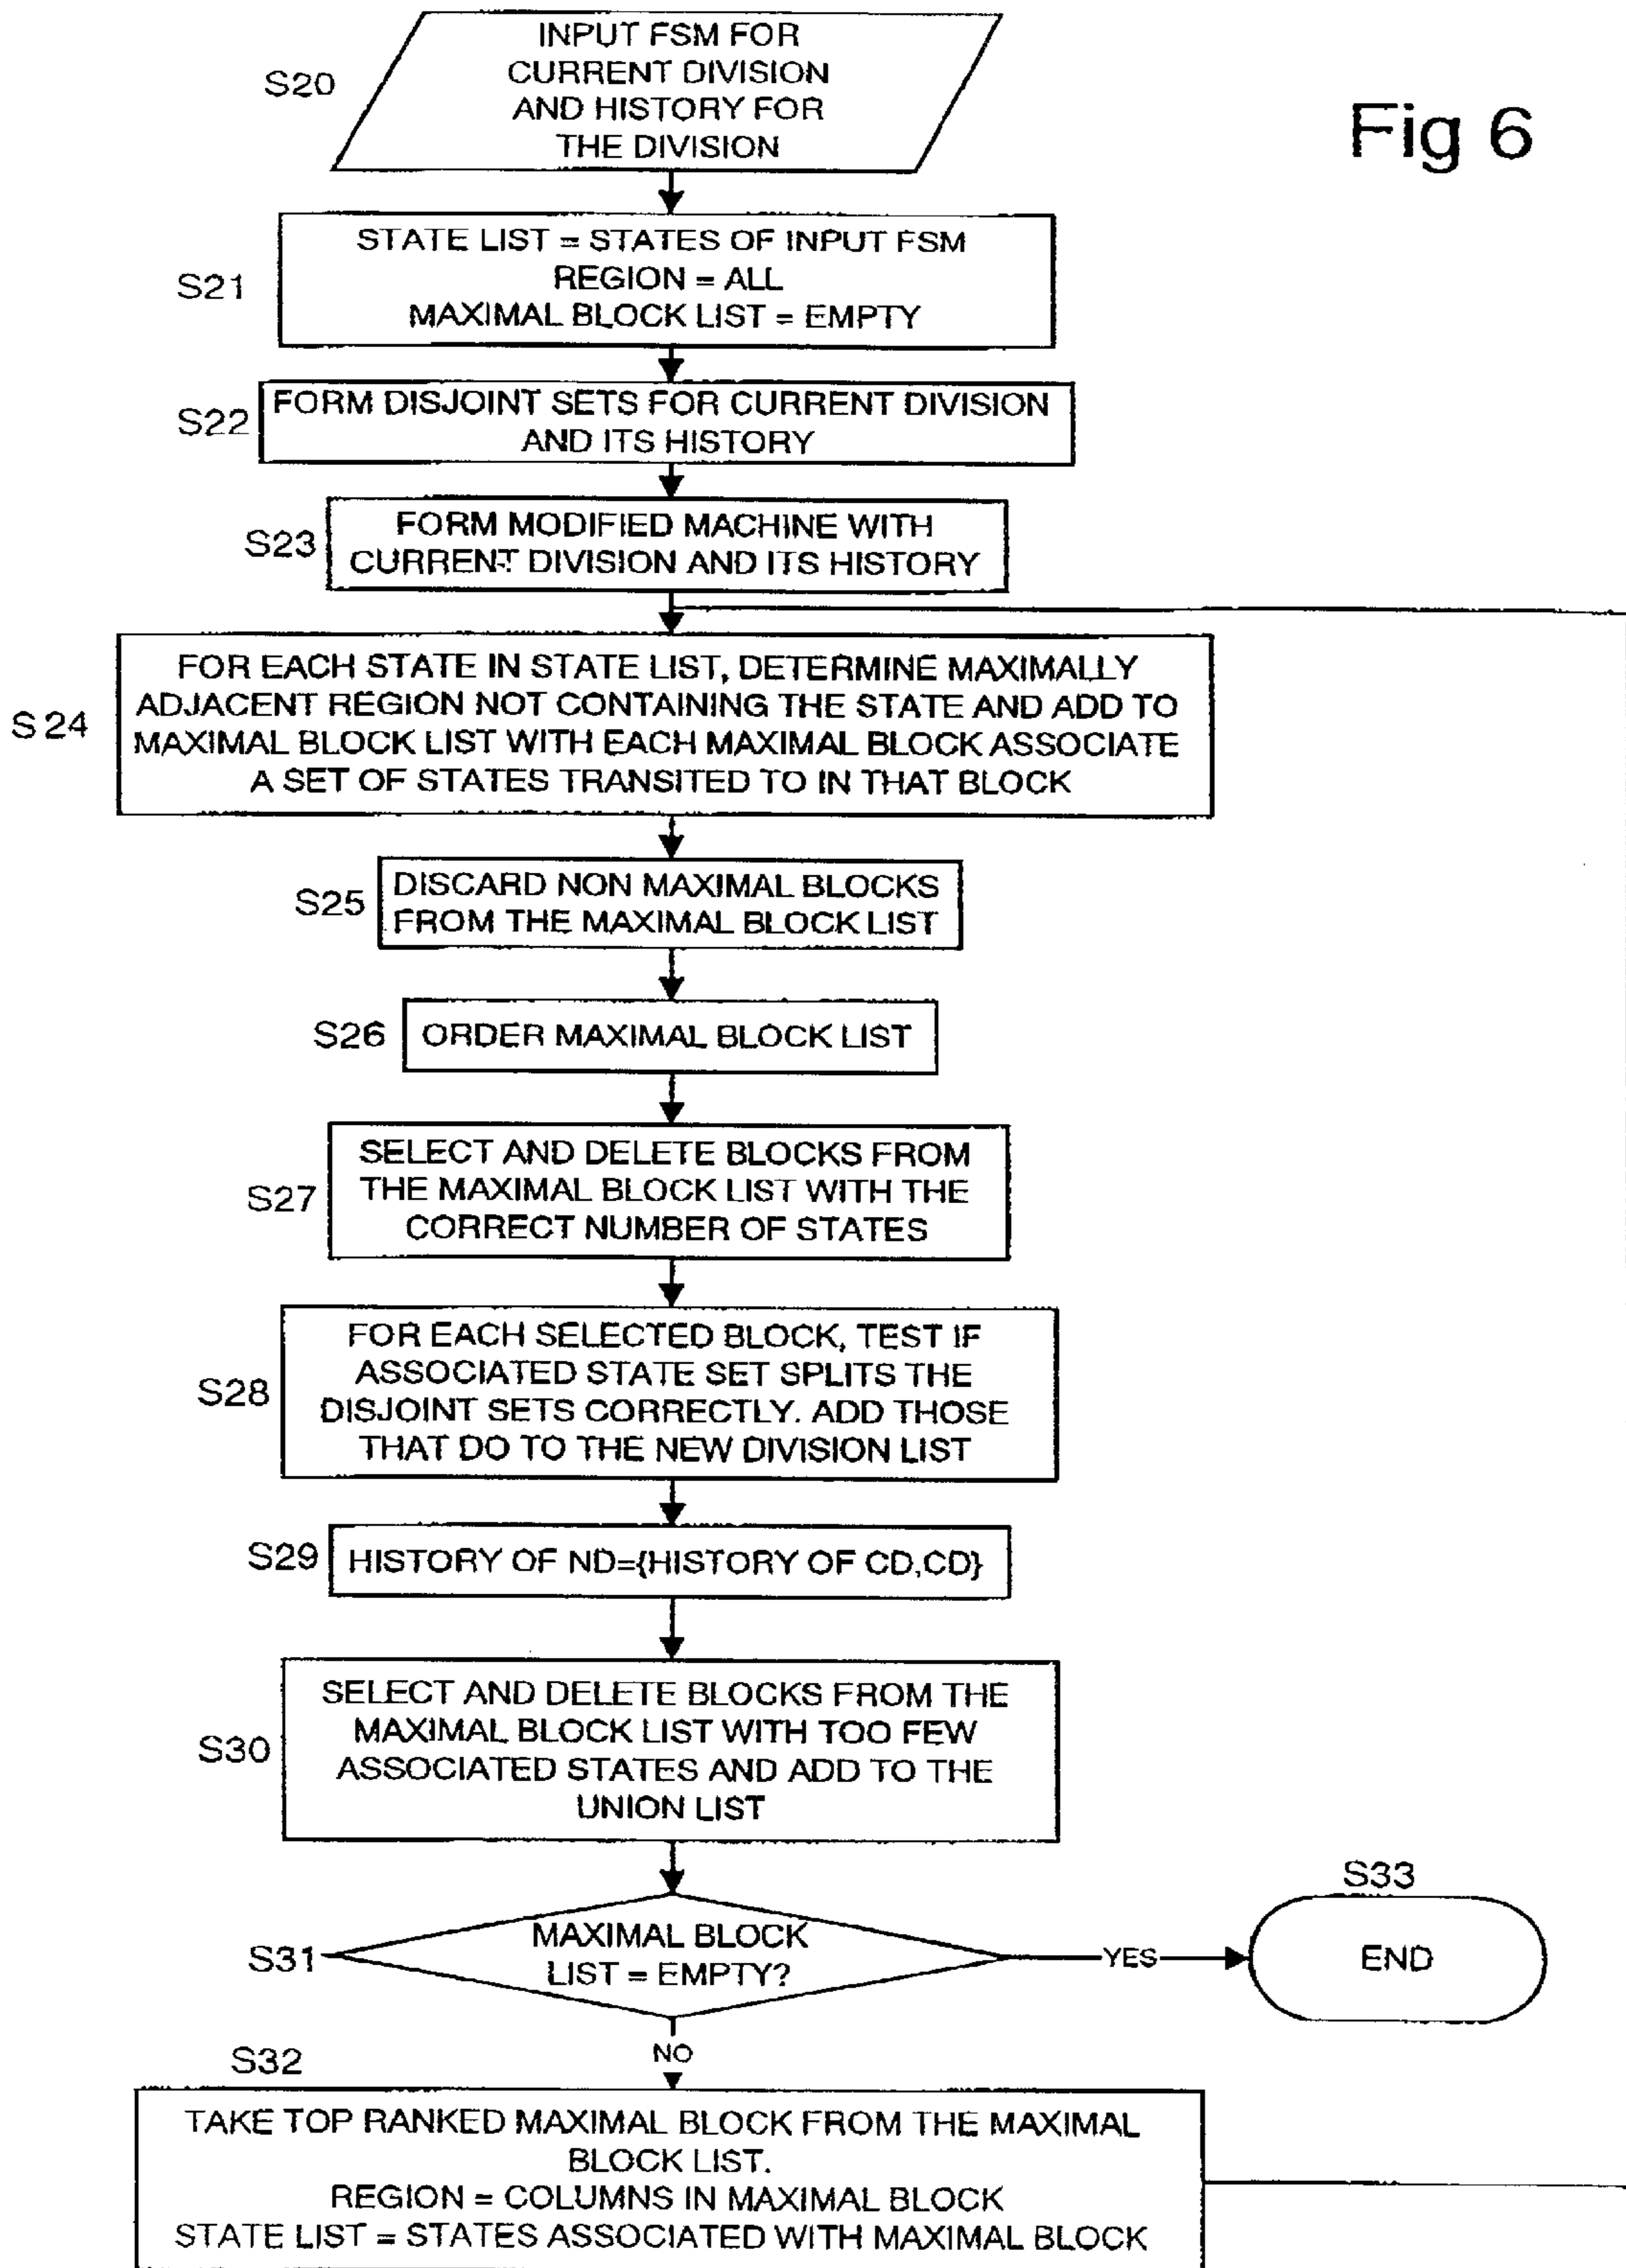 Fig 6
S20
INPUT FSM FOR
CURRENT DIVISION
AND HISTORY FOR
THE DIVISION
S21
STATE LIST = STATES OF INPUT FSM
REGION = ALL
MAXIMAL BLOCK LIST = EMPTY
S22
FORM DISJOINT SETS FOR CURRENT DIVISION
AND ITS HISTORY
S23
FORM MODIFIED MACHINE WITH
CURRENT DIVISION AND ITS HISTORY
S24
FOR EACH STATE IN STATE LIST, DETERMINE MAXIMALLY
ADJACENT REGION NOT CONTAINING THE STATE AND ADD TO
MAXIMAL BLOCK LIST WITH EACH MAXIMAL BLOCK ASSOCIATE
A SET OF STATES TRANSITED TO IN THAT BLOCK
S25
DISCARD NON MAXIMAL BLOCKS
FROM THE MAXIMAL BLOCK LIST
S26
ORDER MAXIMAL BLOCK LIST
S27
SELECT AND DELETE BLOCKS FROM
THE MAXIMAL BLOCK LIST WITH THE
CORRECT NUMBER OF STATES
S28
FOR EACH SELECTED BLOCK, TEST IF
ASSOCIATED STATE SET SPLITS THE
DISJOINT SETS CORRECTLY. ADD THOSE
THAT DO TO THE NEW DIVISION LIST
S29
HISTORY OF ND={HISTORY OF CD,CD}
S30
SELECT AND DELETE BLOCKS FROM THE
MAXIMAL BLOCK LIST WITH TOO FEW
ASSOCIATED STATES AND ADD TO THE
UNION LIST
S31
MAXIMAL BLOCK
LIST = EMPTY?
YES
S33
END
NO
S32
TAKE TOP RANKED MAXIMAL BLOCK FROM THE MAXIMAL
BLOCK LIST.
REGION = COLUMNS IN MAXIMAL BLOCK
STATE LIST = STATES ASSOCIATED WITH MAXIMAL BLOCK